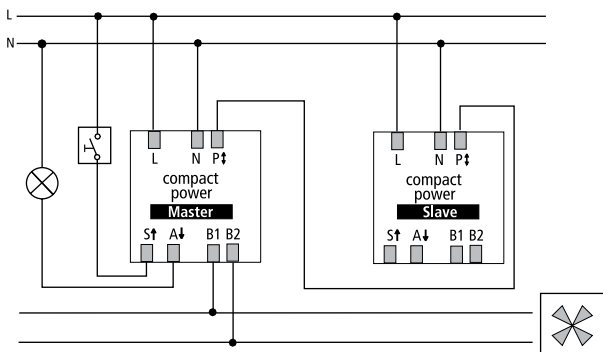 L
N
L N P↕
compact
power
Master
S↑ A↓ B1 B2
L N P↕
compact
power
Slave
S↑ A↓ B1 B2